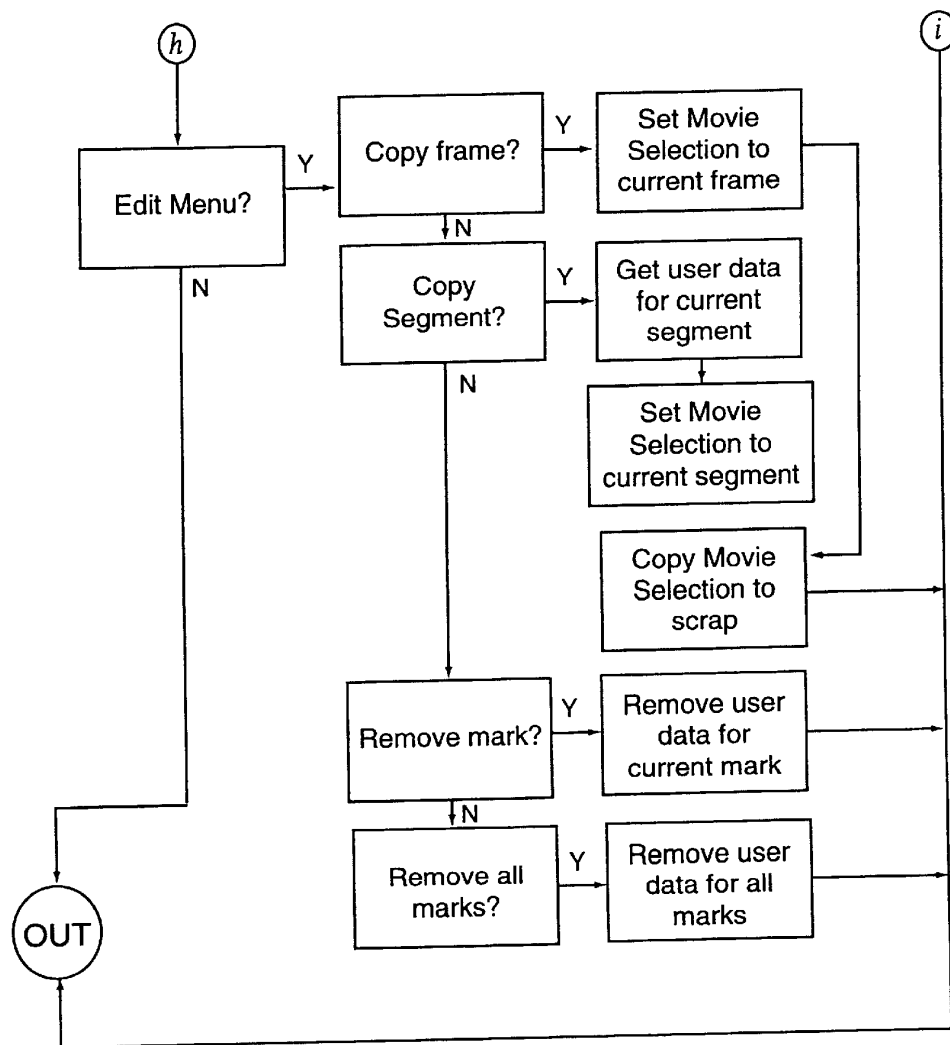 h
i
Edit Menu?
Y
N
Copy frame?
Y
N
Set Movie
Selection to
current frame
Copy
Segment?
Y
N
Get user data
for current
segment
Set Movie
Selection to
current segment
Copy Movie
Selection to
scrap
Remove mark?
Y
N
Remove user
data for
current mark
Remove all
marks?
Y
Remove user
data for all
marks
OUT